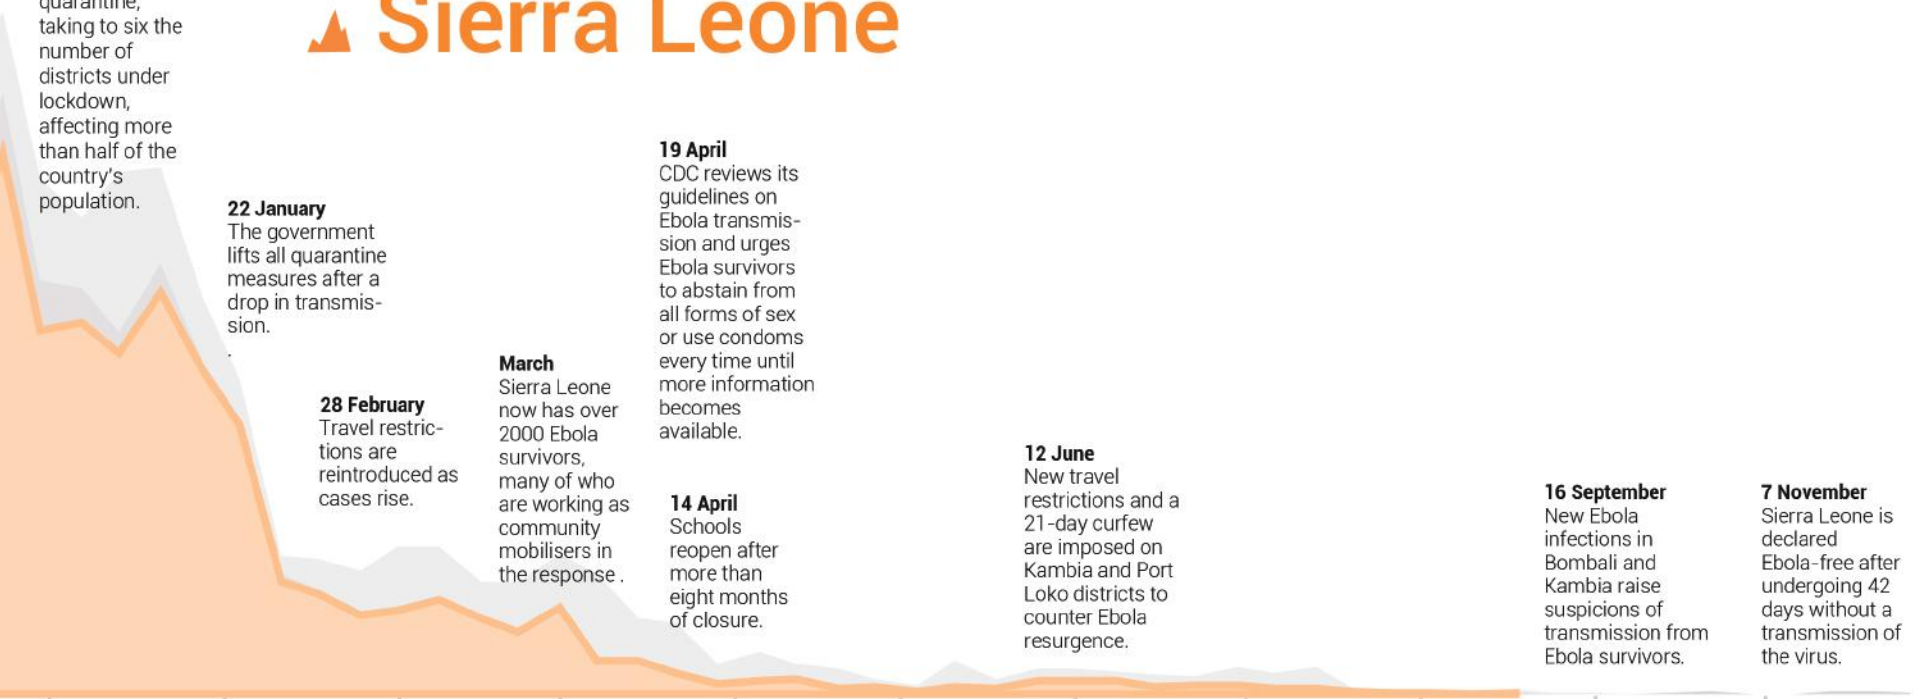 quarantine,
taking to six the
number of
districts under
lockdown,
affecting more
than half of the
country's
population.
Sierra Leone
22 January
The government
lifts all quarantine
measures after a
drop in transmis-
sion.
.
28 February
Travel restric-
tions are
reintroduced as
cases rise.
March
Sierra Leone
now has over
2000 Ebola
survivors,
many of who
are working as
community
mobilisers in
the response .
19 April
CDC reviews its
guidelines on
Ebola transmis-
sion and urges
Ebola survivors
to abstain from
all forms of sex
or use condoms
every time until
more information
becomes
available.
14 April
Schools
reopen after
more than
eight months
of closure.
12 June
New travel
restrictions and a
21-day curfew
are imposed on
Kambia and Port
Loko districts to
counter Ebola
resurgence.
16 September
New Ebola
infections in
Bombali and
Kambia raise
suspicions of
transmission from
Ebola survivors.
7 November
Sierra Leone is
declared
Ebola-free after
undergoing 42
days without a
transmission of
the virus.